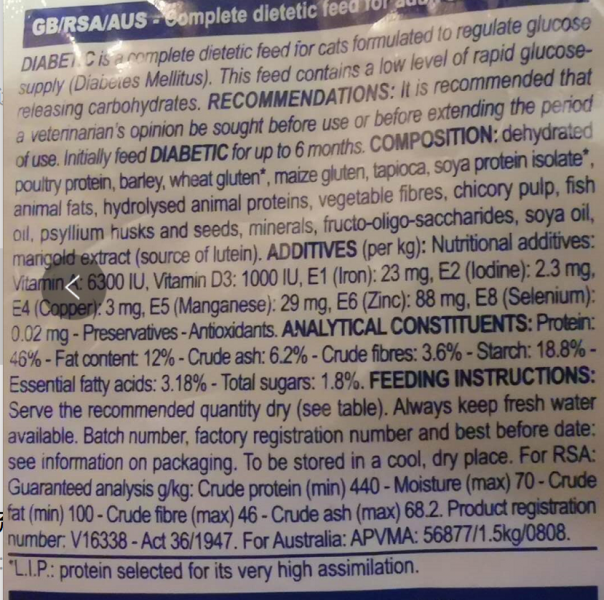 GB/RSA/AUS - Complete dietetic feed for
DIABETIC is a complete dietetic feed for cats formulated to regulate glucose
supply (Diabetes Mellitus). This feed contains a low level of rapid glucose-
releasing carbohydrates. RECOMMENDATIONS: It is recommended that
a veterinarian's opinion be sought before use or before extending the period
of use. Initially feed DIABETIC for up to 6 months. COMPOSITION: dehydrated
poultry protein, barley, wheat gluten*, maize gluten, tapioca, soya protein isolate*,
animal fats, hydrolysed animal proteins, vegetable fibres, chicory pulp, fish
oil, psyllium husks and seeds, minerals, fructo-oligo-saccharides, soya oil,
marigold extract (source of lutein). ADDITIVES (per kg): Nutritional additives:
Vitamin A: 6300 IU, Vitamin D3: 1000 IU, E1 (Iron): 23 mg, E2 (Iodine): 2.3 mg,
E4 (Copper): 3 mg, E5 (Manganese): 29 mg, E6 (Zinc): 88 mg, E8 (Selenium):
0.02 mg - Preservatives - Antioxidants. ANALYTICAL CONSTITUENTS: Protein:
46% - Fat content: 12% - Crude ash: 6.2% - Crude fibres: 3.6% - Starch: 18.8% -
Essential fatty acids: 3.18% - Total sugars: 1.8%. FEEDING INSTRUCTIONS:
Serve the recommended quantity dry (see table). Always keep fresh water
available. Batch number, factory registration number and best before date:
see information on packaging. To be stored in a cool, dry place. For RSA:
Guaranteed analysis g/kg: Crude protein (min) 440 - Moisture (max) 70 - Crude
fat (min) 100 - Crude fibre (max) 46 - Crude ash (max) 68.2. Product registration
number: V16338 - Act 36/1947. For Australia: APVMA: 56877/1.5kg/0808.
*L.I.P.: protein selected for its very high assimilation.